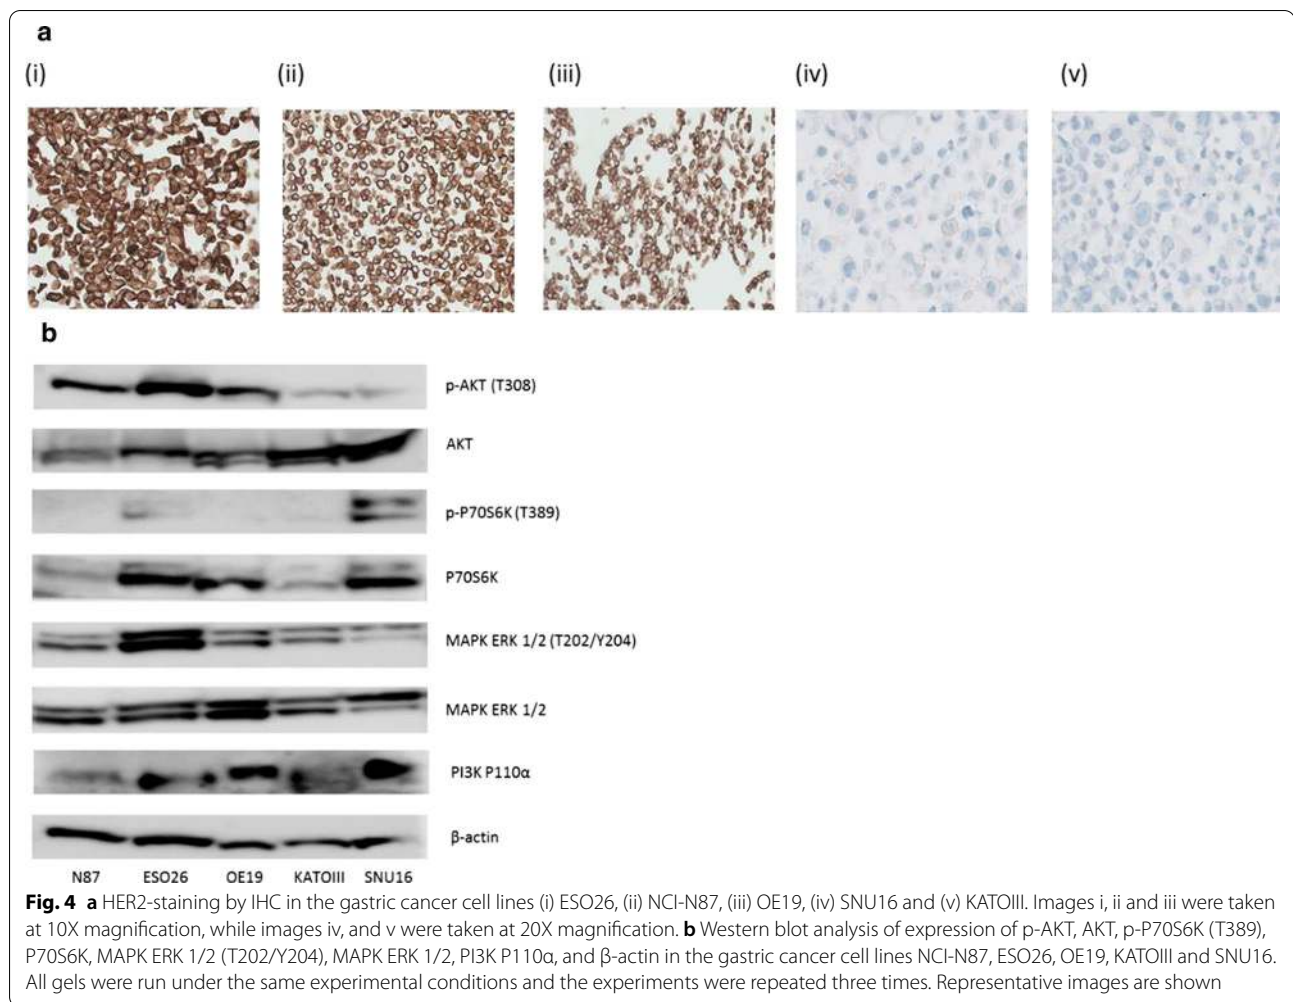 a
(i) (ii) (iii) (iv) (v)
b
p-AKT (T308)
AKT
p-P70S6K (T389)
P70S6K
MAPK ERK 1/2 (T202/Y204)
MAPK ERK 1/2
PI3K P110α
β-actin
N87 ESO26 OE19 KATOIII SNU16
Fig. 4 a HER2-staining by IHC in the gastric cancer cell lines (i) ESO26, (ii) NCI-N87, (iii) OE19, (iv) SNU16 and (v) KATOIII. Images i, ii and iii were taken
at 10X magnification, while images iv, and v were taken at 20X magnification. b Western blot analysis of expression of p-AKT, AKT, p-P70S6K (T389),
P70S6K, MAPK ERK 1/2 (T202/Y204), MAPK ERK 1/2, PI3K P110α, and β-actin in the gastric cancer cell lines NCI-N87, ESO26, OE19, KATOIII and SNU16.
All gels were run under the same experimental conditions and the experiments were repeated three times. Representative images are shown